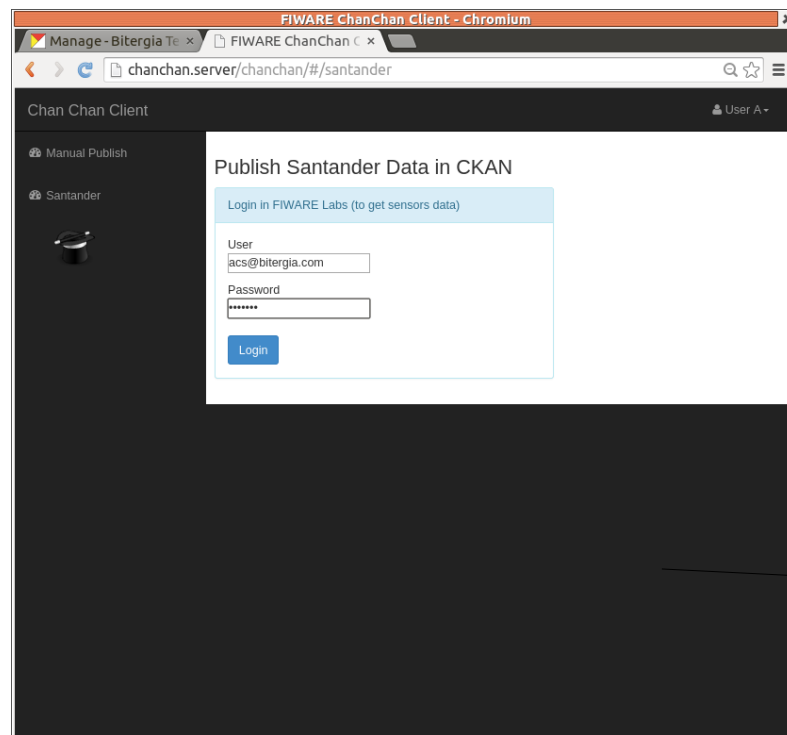 FIWARE ChanChan Client - Chromium
Manage - Bitergia Te
FIWARE ChanChan C
chanchan.server/chanchan/#/santander
Chan Chan Client
User A
Manual Publish
Santander
Publish Santander Data in CKAN
Login in FIWARE Labs (to get sensors data)
User
acs@bitergia.com
Password
•••••••
Login